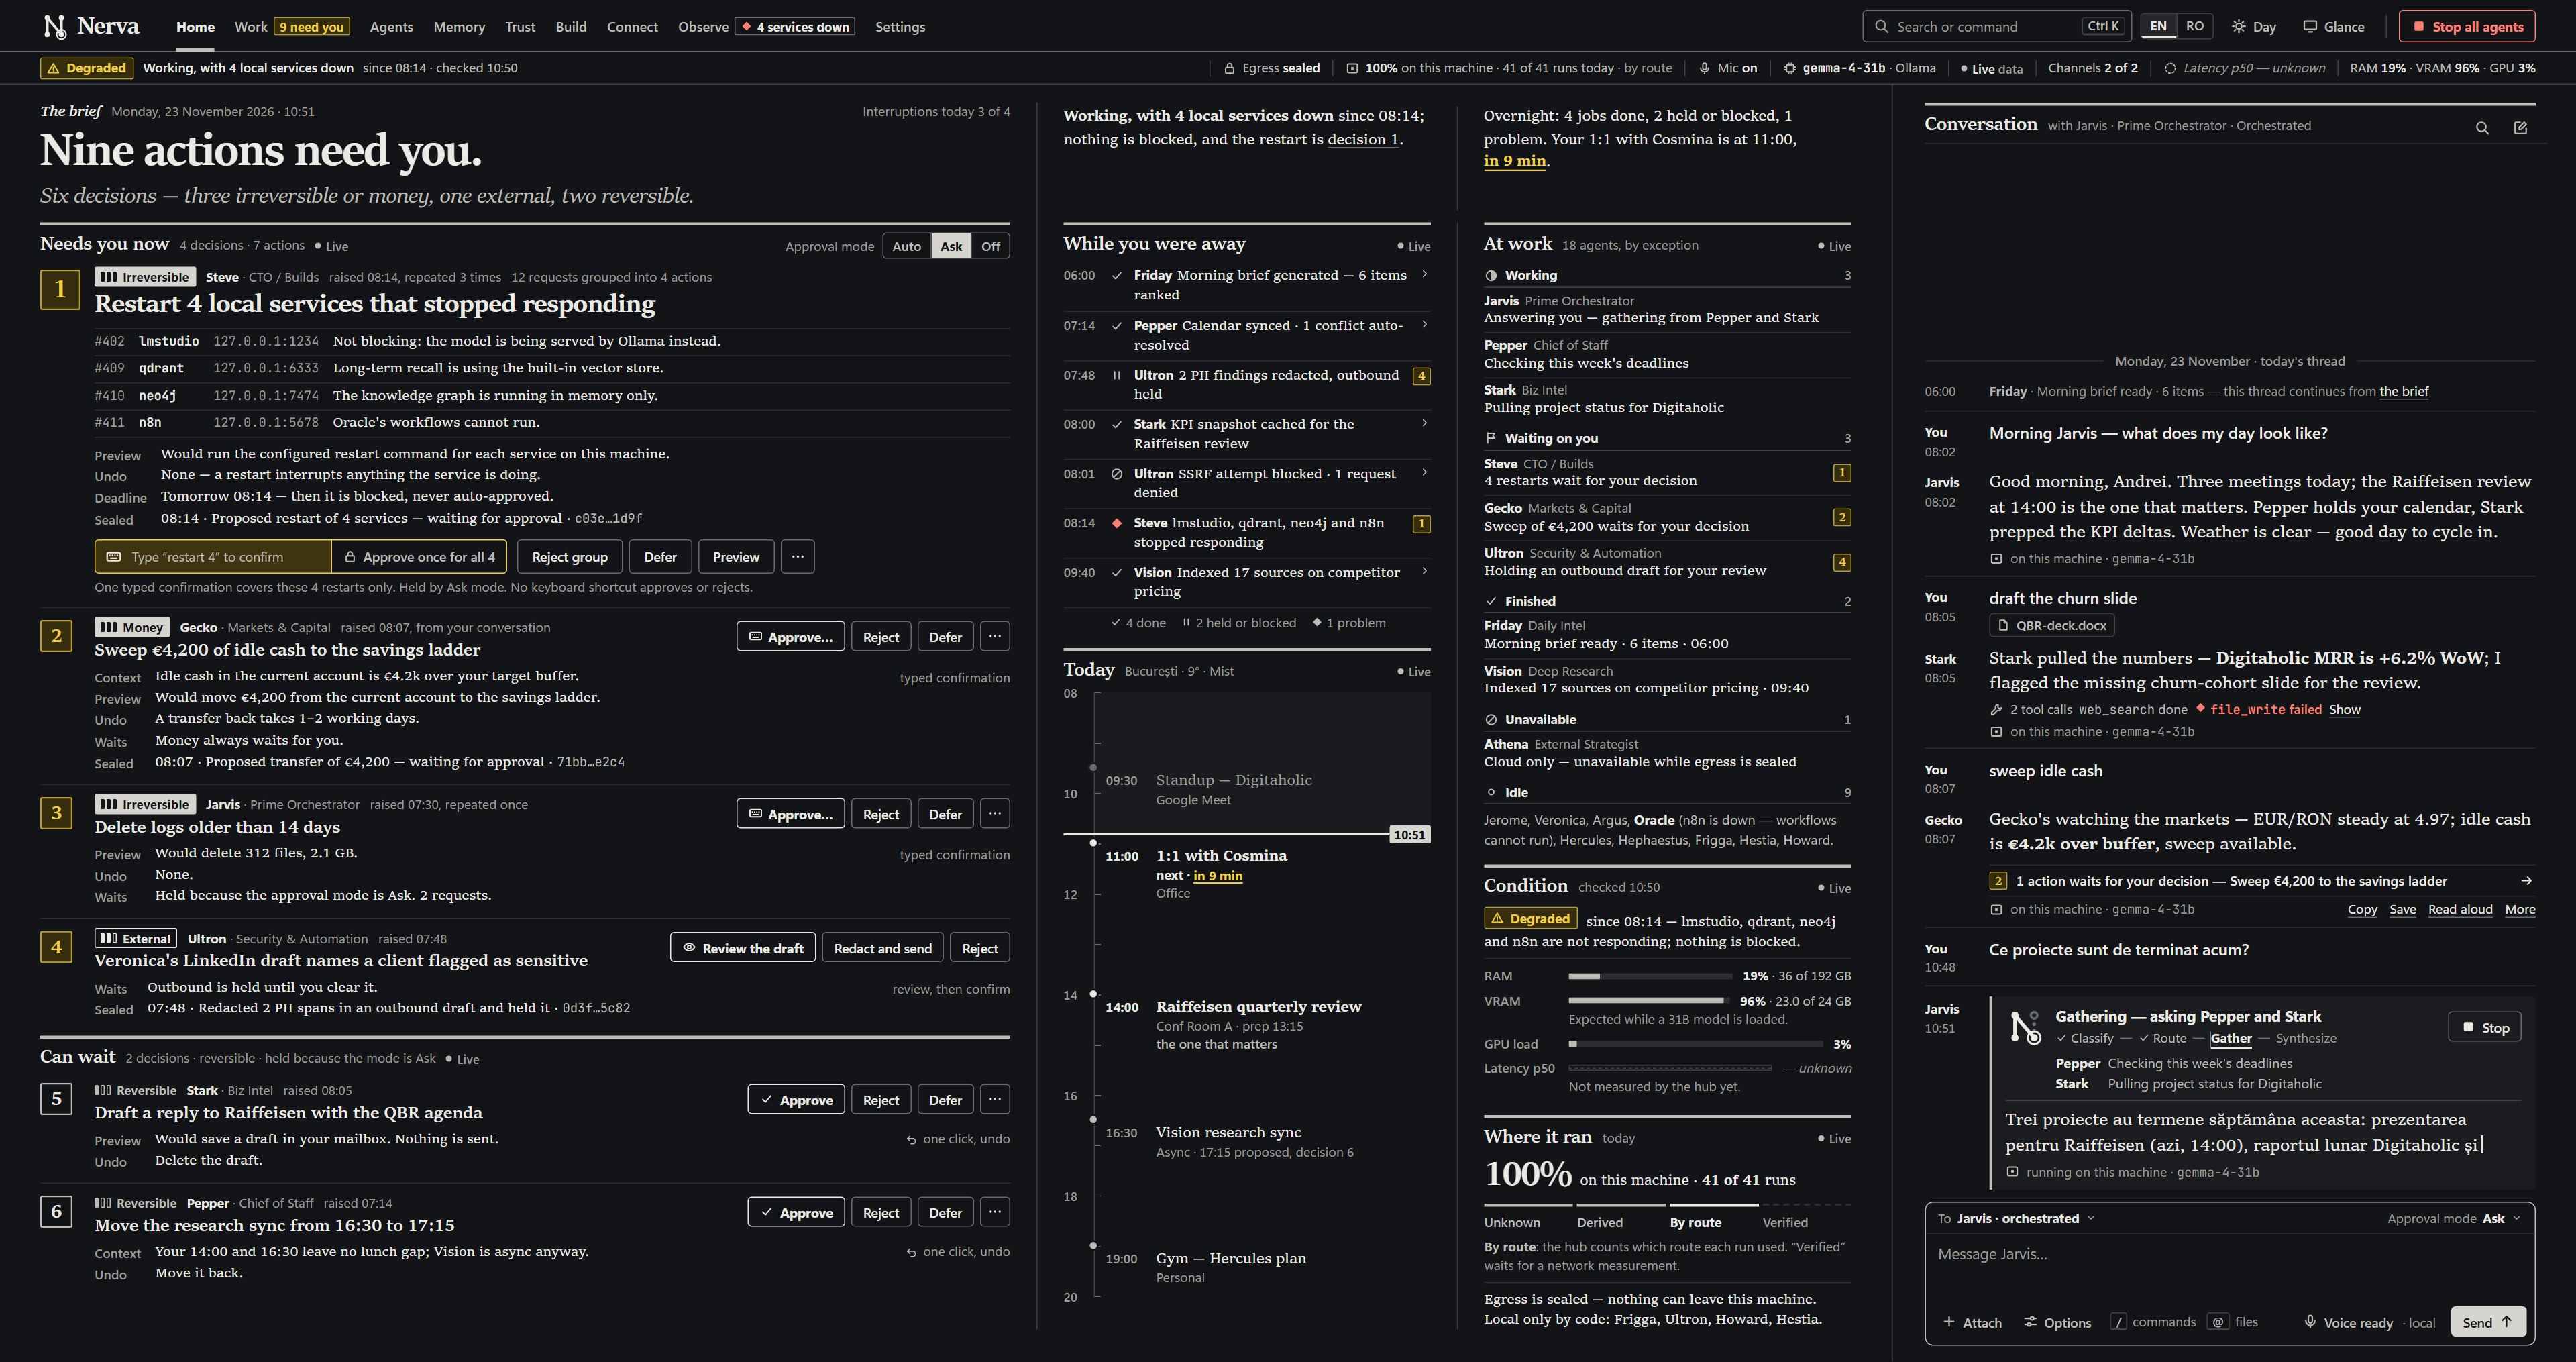 Nerva
Home
Work 9 need you
Agents
Memory
Trust
Build
Connect
Observe 4 services down
Settings
Search or command Ctrl K
EN RO
Day
Glance
Stop all agents
Degraded Working, with 4 local services down since 08:14 · checked 10:50
Egress sealed
100% on this machine · 41 of 41 runs today · by route
Mic on
gemma-4-31b · Ollama
Live data
Channels 2 of 2
Latency p50 — unknown
RAM 19% · VRAM 96% · GPU 3%
The brief Monday, 23 November 2026 · 10:51
Interruptions today 3 of 4
Nine actions need you.
Six decisions — three irreversible or money, one external, two reversible.
Working, with 4 local services down since 08:14;
nothing is blocked, and the restart is decision 1.
Overnight: 4 jobs done, 2 held or blocked, 1
problem. Your 1:1 with Cosmina is at 11:00,
in 9 min.
Needs you now 4 decisions · 7 actions Live
Approval mode Auto Ask Off
1
Irreversible Steve · CTO / Builds raised 08:14, repeated 3 times 12 requests grouped into 4 actions
Restart 4 local services that stopped responding
#402 lmstudio 127.0.0.1:1234 Not blocking: the model is being served by Ollama instead.
#409 qdrant 127.0.0.1:6333 Long-term recall is using the built-in vector store.
#410 neo4j 127.0.0.1:7474 The knowledge graph is running in memory only.
#411 n8n 127.0.0.1:5678 Oracle's workflows cannot run.
Preview Would run the configured restart command for each service on this machine.
Undo None — a restart interrupts anything the service is doing.
Deadline Tomorrow 08:14 — then it is blocked, never auto-approved.
Sealed 08:14 · Proposed restart of 4 services — waiting for approval · c03e…1d9f
Type “restart 4” to confirm Approve once for all 4 Reject group Defer Preview ···
One typed confirmation covers these 4 restarts only. Held by Ask mode. No keyboard shortcut approves or rejects.
2
Money Gecko · Markets & Capital raised 08:07, from your conversation
Approve... Reject Defer ···
Sweep €4,200 of idle cash to the savings ladder
Context Idle cash in the current account is €4.2k over your target buffer.
typed confirmation
Preview Would move €4,200 from the current account to the savings ladder.
Undo A transfer back takes 1–2 working days.
Waits Money always waits for you.
Sealed 08:07 · Proposed transfer of €4,200 — waiting for approval · 71bb…e2c4
3
Irreversible Jarvis · Prime Orchestrator raised 07:30, repeated once
Approve... Reject Defer ···
Delete logs older than 14 days
Preview Would delete 312 files, 2.1 GB.
typed confirmation
Undo None.
Waits Held because the approval mode is Ask. 2 requests.
4
External Ultron · Security & Automation raised 07:48
Review the draft Redact and send Reject
Veronica's LinkedIn draft names a client flagged as sensitive
Waits Outbound is held until you clear it.
review, then confirm
Sealed 07:48 · Redacted 2 PII spans in an outbound draft and held it · 0d3f…5c82
Can wait 2 decisions · reversible · held because the mode is Ask Live
5
Reversible Stark · Biz Intel raised 08:05
Approve Reject Defer ···
Draft a reply to Raiffeisen with the QBR agenda
Preview Would save a draft in your mailbox. Nothing is sent.
one click, undo
Undo Delete the draft.
6
Reversible Pepper · Chief of Staff raised 07:14
Approve Reject Defer ···
Move the research sync from 16:30 to 17:15
Context Your 14:00 and 16:30 leave no lunch gap; Vision is async anyway.
one click, undo
Undo Move it back.
While you were away Live
06:00 Friday Morning brief generated — 6 items
ranked
07:14 Pepper Calendar synced · 1 conflict auto-
resolved
07:48 Ultron 2 PII findings redacted, outbound 4
held
08:00 Stark KPI snapshot cached for the
Raiffeisen review
08:01 Ultron SSRF attempt blocked · 1 request
denied
08:14 Steve lmstudio, qdrant, neo4j and n8n 1
stopped responding
09:40 Vision Indexed 17 sources on competitor
pricing
4 done 2 held or blocked 1 problem
Today București · 9° · Mist Live
08
09:30 Standup — Digitaholic
10
Google Meet
10:51
11:00 1:1 with Cosmina
next · in 9 min
12
Office
14
14:00 Raiffeisen quarterly review
Conf Room A · prep 13:15
the one that matters
16
16:30 Vision research sync
Async · 17:15 proposed, decision 6
18
19:00 Gym — Hercules plan
Personal
20
At work 18 agents, by exception Live
Working 3
Jarvis Prime Orchestrator
Answering you — gathering from Pepper and Stark
Pepper Chief of Staff
Checking this week's deadlines
Stark Biz Intel
Pulling project status for Digitaholic
Waiting on you 3
Steve CTO / Builds
4 restarts wait for your decision 1
Gecko Markets & Capital
Sweep of €4,200 waits for your decision 2
Ultron Security & Automation
Holding an outbound draft for your review 4
Finished 2
Friday Daily Intel
Morning brief ready · 6 items · 06:00
Vision Deep Research
Indexed 17 sources on competitor pricing · 09:40
Unavailable 1
Athena External Strategist
Cloud only — unavailable while egress is sealed
Idle 9
Jerome, Veronica, Argus, Oracle (n8n is down — workflows
cannot run), Hercules, Hephaestus, Frigga, Hestia, Howard.
Condition checked 10:50 Live
Degraded since 08:14 — lmstudio, qdrant, neo4j
and n8n are not responding; nothing is blocked.
RAM 19% · 36 of 192 GB
VRAM 96% · 23.0 of 24 GB
Expected while a 31B model is loaded.
GPU load 3%
Latency p50 — unknown
Not measured by the hub yet.
Where it ran today Live
100% on this machine · 41 of 41 runs
Unknown Derived By route Verified
By route: the hub counts which route each run used. “Verified”
waits for a network measurement.
Egress is sealed — nothing can leave this machine.
Local only by code: Frigga, Ultron, Howard, Hestia.
Conversation with Jarvis · Prime Orchestrator · Orchestrated
Monday, 23 November · today's thread
06:00 Friday · Morning brief ready · 6 items — this thread continues from the brief
You Morning Jarvis — what does my day look like?
08:02
Jarvis Good morning, Andrei. Three meetings today; the Raiffeisen review
08:02 at 14:00 is the one that matters. Pepper holds your calendar, Stark
prepped the KPI deltas. Weather is clear — good day to cycle in.
on this machine · gemma-4-31b
You draft the churn slide
08:05 QBR-deck.docx
Stark Stark pulled the numbers — Digitaholic MRR is +6.2% WoW; I
08:05 flagged the missing churn-cohort slide for the review.
2 tool calls web_search done file_write failed Show
on this machine · gemma-4-31b
You sweep idle cash
08:07
Gecko Gecko's watching the markets — EUR/RON steady at 4.97; idle cash
08:07 is €4.2k over buffer, sweep available.
2 1 action waits for your decision — Sweep €4,200 to the savings ladder
on this machine · gemma-4-31b Copy Save Read aloud More
You Ce proiecte sunt de terminat acum?
10:48
Jarvis Gathering — asking Pepper and Stark Stop
10:51 Classify — Route — Gather — Synthesize
Pepper Checking this week's deadlines
Stark Pulling project status for Digitaholic
Trei proiecte au termene săptămâna aceasta: prezentarea
pentru Raiffeisen (azi, 14:00), raportul lunar Digitaholic și
running on this machine · gemma-4-31b
To Jarvis · orchestrated Approval mode Ask
Message Jarvis...
Attach Options / commands @ files Voice ready · local Send